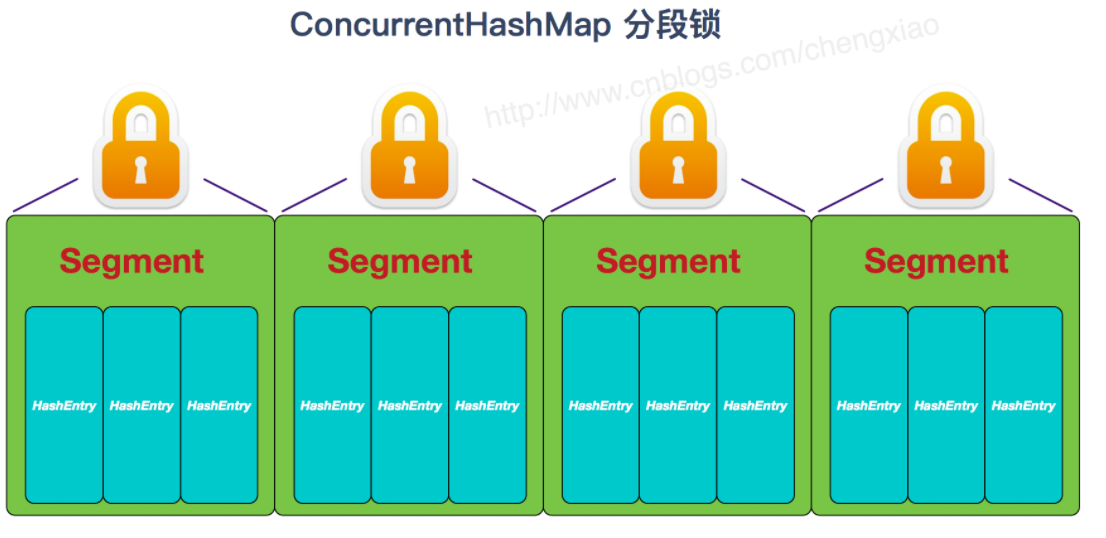 ConcurrentHashMap 分段锁
http://www.cnblogs.com/chengxiao
Segment Segment Segment Segment
HashEntry HashEntry HashEntry HashEntry HashEntry HashEntry HashEntry HashEntry HashEntry HashEntry HashEntry HashEntry